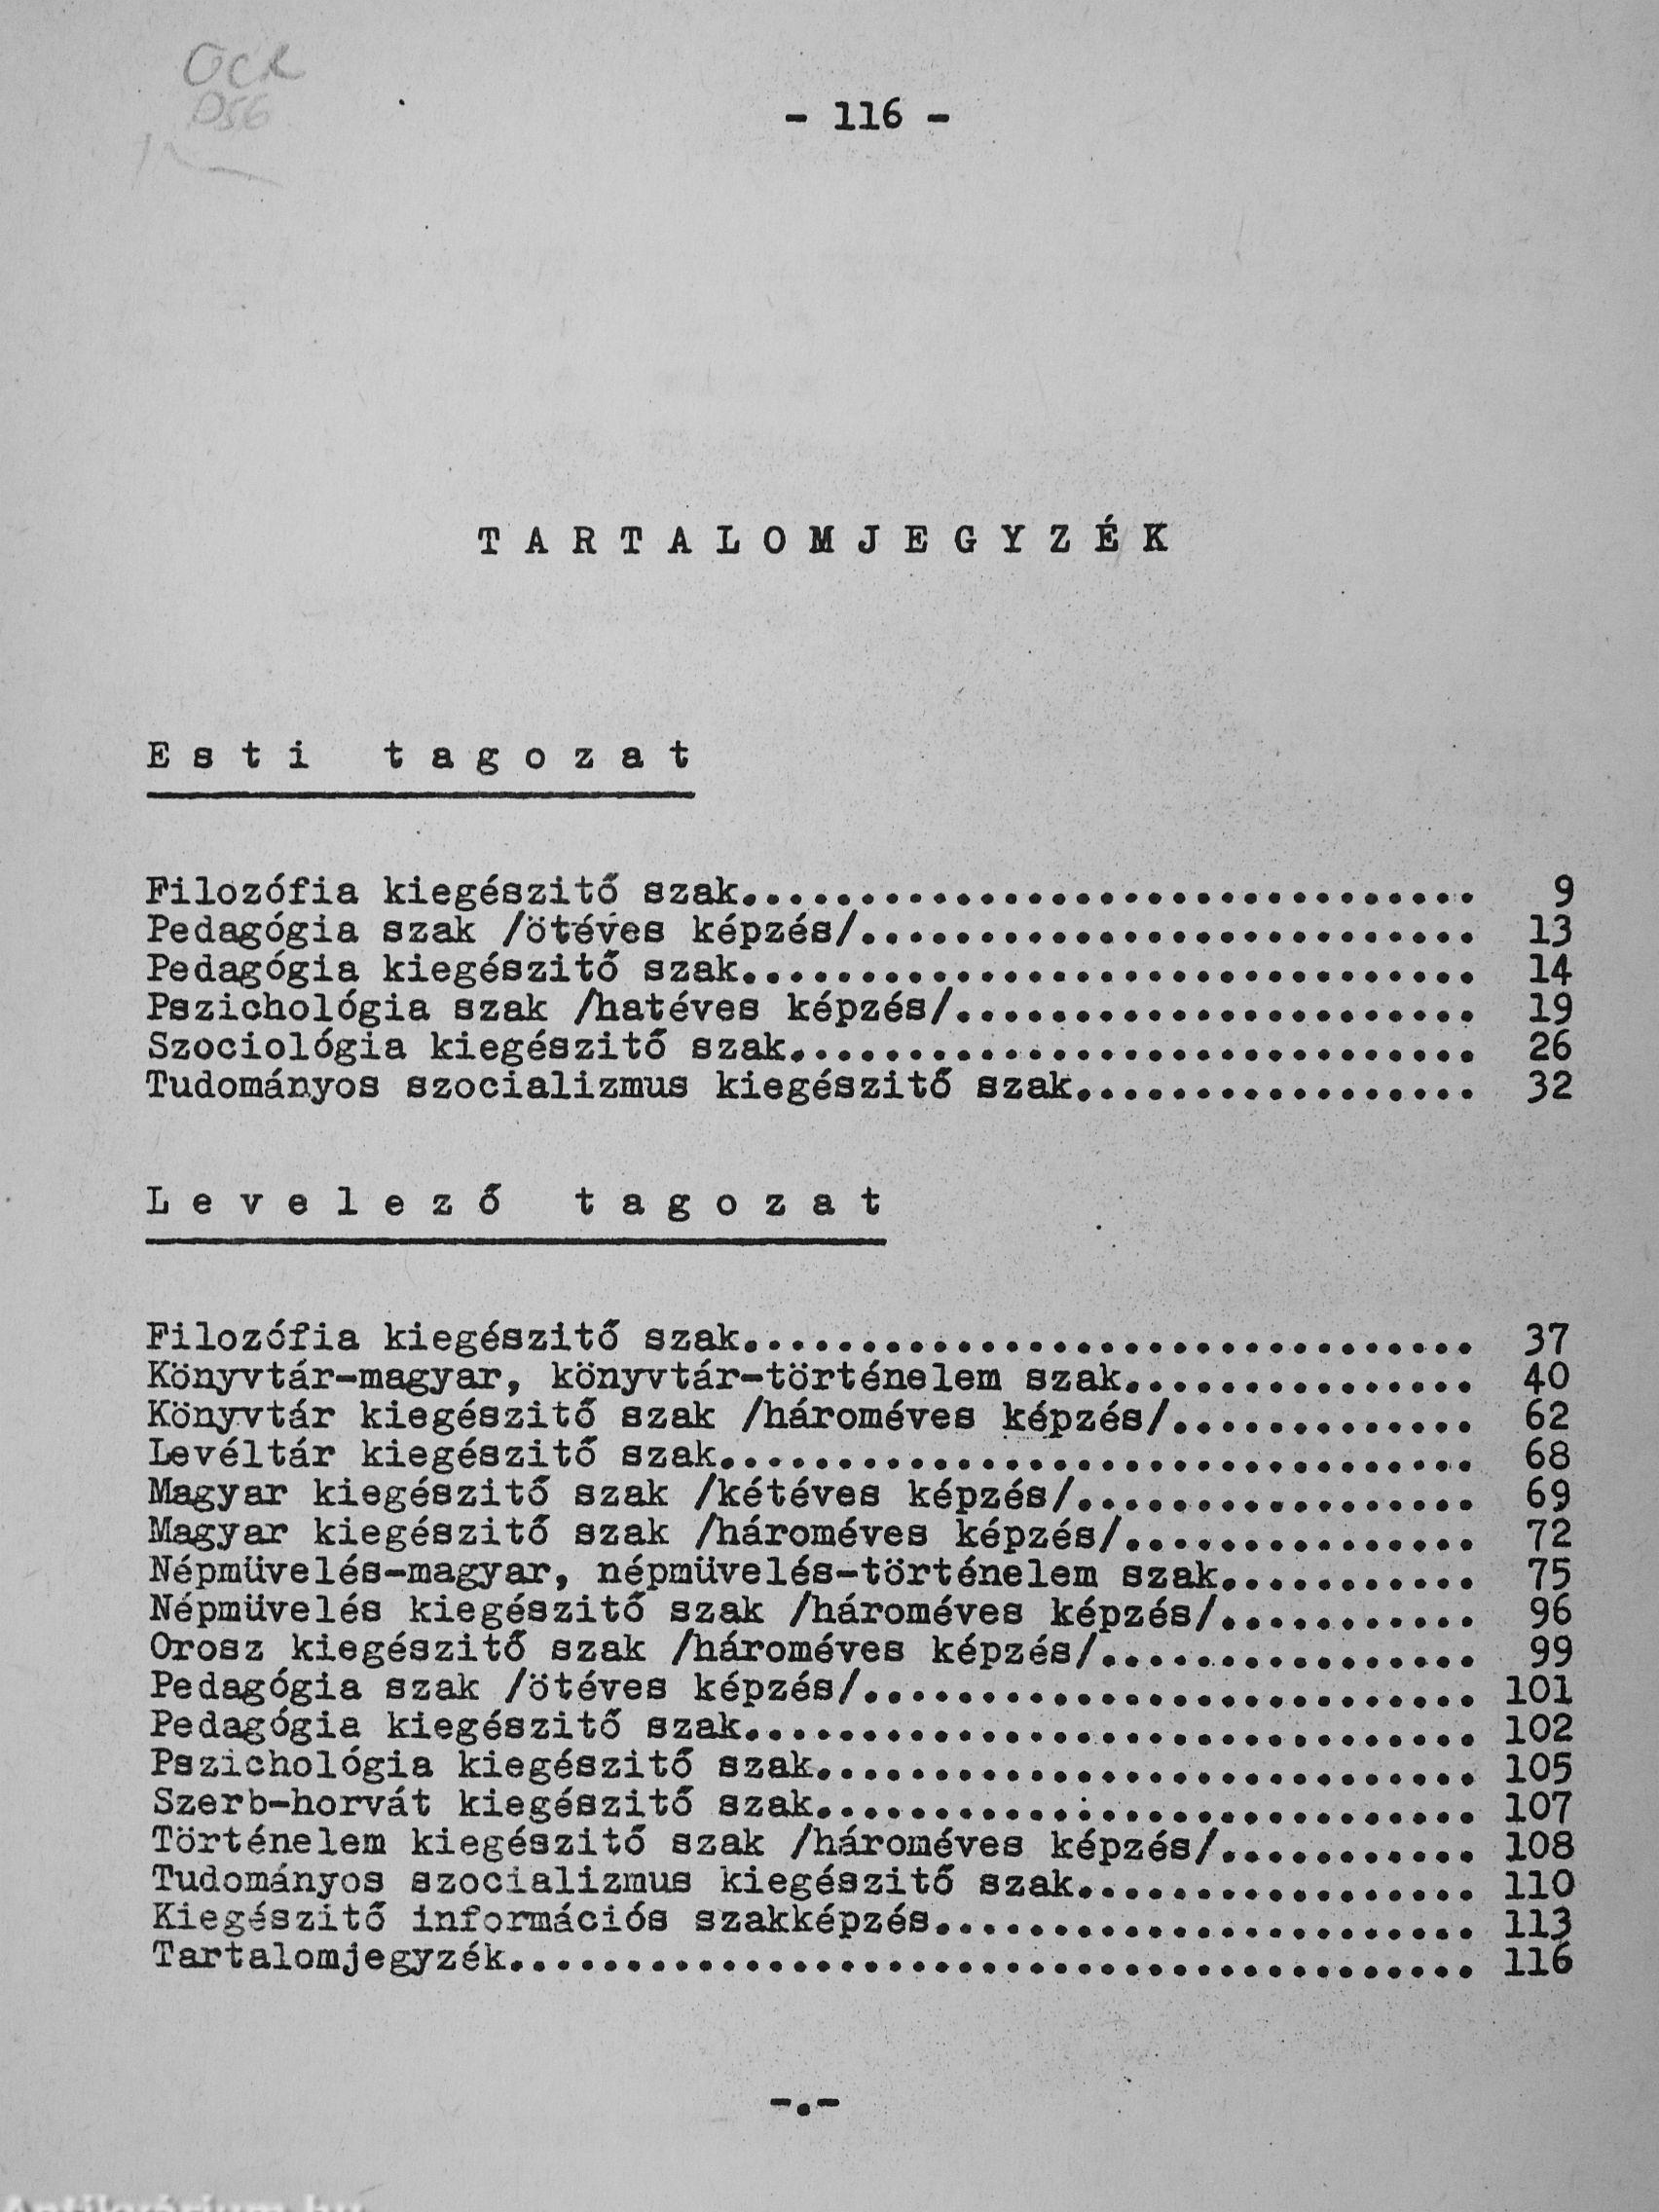 OCR
D56
- 116 -
T A R T A L O M J E G Y Z É K
E s t i   t a g o z a t
Filozófia kiegészitő szak............................... 9
Pedagógia szak /ötéves képzés/.......................... 13
Pedagógia kiegészitő szak............................... 14
Pszichológia szak /hatéves képzés/...................... 19
Szociológia kiegészitő szak............................. 26
Tudományos szocializmus kiegészitő szak................. 32
L e v e l e z ő   t a g o z a t
Filozófia kiegészitő szak............................... 37
Könyvtár-magyar, könyvtár-történelem szak............... 40
Könyvtár kiegészitő szak /hároméves képzés/............. 62
Levéltár kiegészitő szak................................ 68
Magyar kiegészitő szak /kétéves képzés/................. 69
Magyar kiegészitő szak /hároméves képzés/............... 72
Népmüvelés-magyar, népmüvelés-történelem szak........... 75
Népmüvelés kiegészitő szak /hároméves képzés/........... 96
Orosz kiegészitő szak /hároméves képzés/................ 99
Pedagógia szak /ötéves képzés/.......................... 101
Pedagógia kiegészitő szak............................... 102
Pszichológia kiegészitő szak............................ 105
Szerb-horvát kiegészitő szak............................ 107
Történelem kiegészitő szak /hároméves képzés/........... 108
Tudományos szocializmus kiegészitő szak................. 110
Kiegészitő információs szakképzés....................... 113
Tartalomjegyzék......................................... 116
-.-
Antikvárium.hu